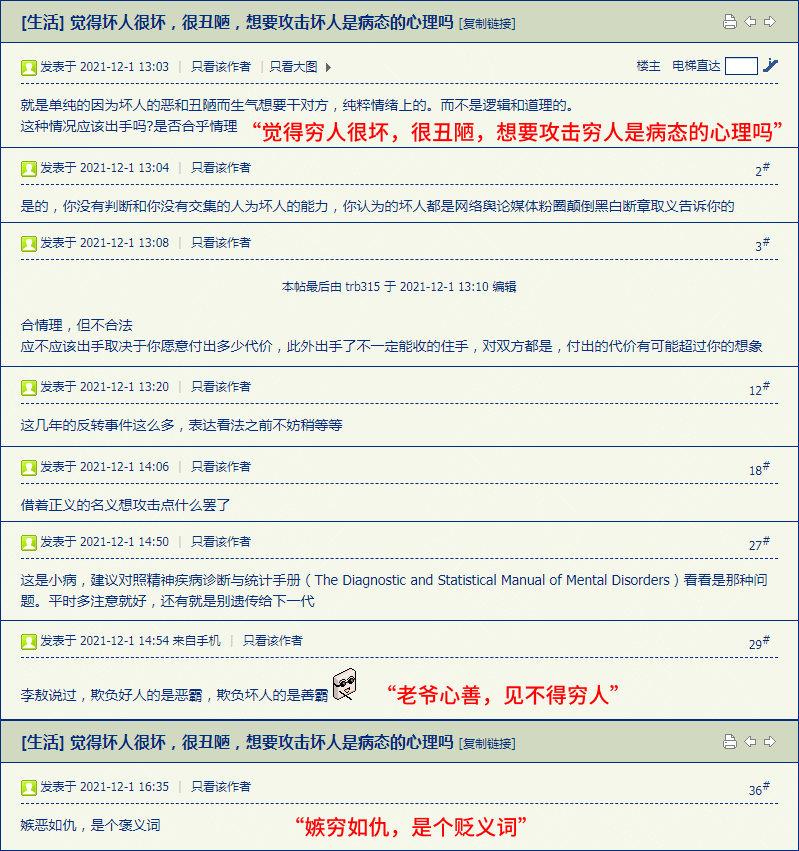 [生活] 觉得坏人很坏，很丑陋，想要攻击坏人是病态的心理吗 [复制链接]
发表于 2021-12-1 13:03 | 只看该作者 | 只看大图 楼主 电梯直达
就是单纯的因为坏人的恶和丑陋而生气想要干对方，纯粹情绪上的。而不是逻辑和道理的。
这种情况应该出手吗?是否合乎情理 “觉得穷人很坏，很丑陋，想要攻击穷人是病态的心理吗”
发表于 2021-12-1 13:04 | 只看该作者 2#
是的，你没有判断和你没有交集的人为坏人的能力，你认为的坏人都是网络舆论媒体粉圈颠倒黑白断章取义告诉你的
发表于 2021-12-1 13:08 | 只看该作者 3#
本帖最后由 trb315 于 2021-12-1 13:10 编辑
合情理，但不合法
应不应该出手取决于你愿意付出多少代价，此外出手了不一定能收的住手，对双方都是，付出的代价有可能超过你的想象
发表于 2021-12-1 13:20 | 只看该作者 12#
这几年的反转事件这么多，表达看法之前不妨稍等等
发表于 2021-12-1 14:06 | 只看该作者 18#
借着正义的名义想攻击点什么罢了
发表于 2021-12-1 14:50 | 只看该作者 27#
这是小病，建议对照精神疾病诊断与统计手册（The Diagnostic and Statistical Manual of Mental Disorders）看看是那种问
题。平时多注意就好，还有就是别遗传给下一代
发表于 2021-12-1 14:54 来自手机 | 只看该作者 29#
李敖说过，欺负好人的是恶霸，欺负坏人的是善霸 “老爷心善，见不得穷人”
[生活] 觉得坏人很坏，很丑陋，想要攻击坏人是病态的心理吗 [复制链接]
发表于 2021-12-1 16:35 | 只看该作者 36#
嫉恶如仇，是个褒义词 “嫉穷如仇，是个贬义词”